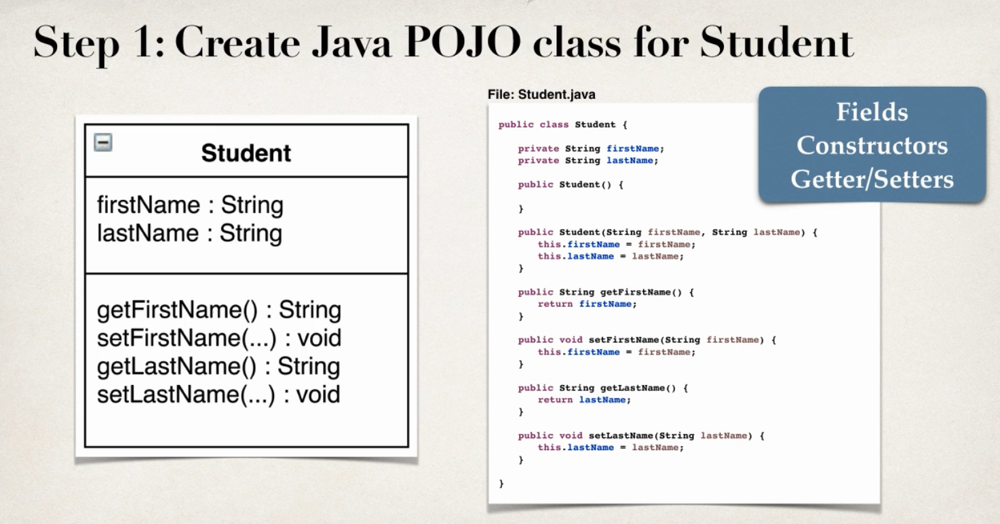 Step 1: Create Java POJO class for Student
Student
firstName : String
lastName : String
getFirstName() : String
setFirstName(...) : void
getLastName() : String
setLastName(...) : void
File: Student.java
public class Student {
private String firstName;
private String lastName;
public Student() {
}
public Student(String firstName, String lastName) {
this.firstName = firstName;
this.lastName = lastName;
}
public String getFirstName() {
return firstName;
}
public void setFirstName(String firstName) {
this.firstName = firstName;
}
public String getLastName() {
return lastName;
}
public void setLastName(String lastName) {
this.lastName = lastName;
}
}
Fields
Constructors
Getter/Setters